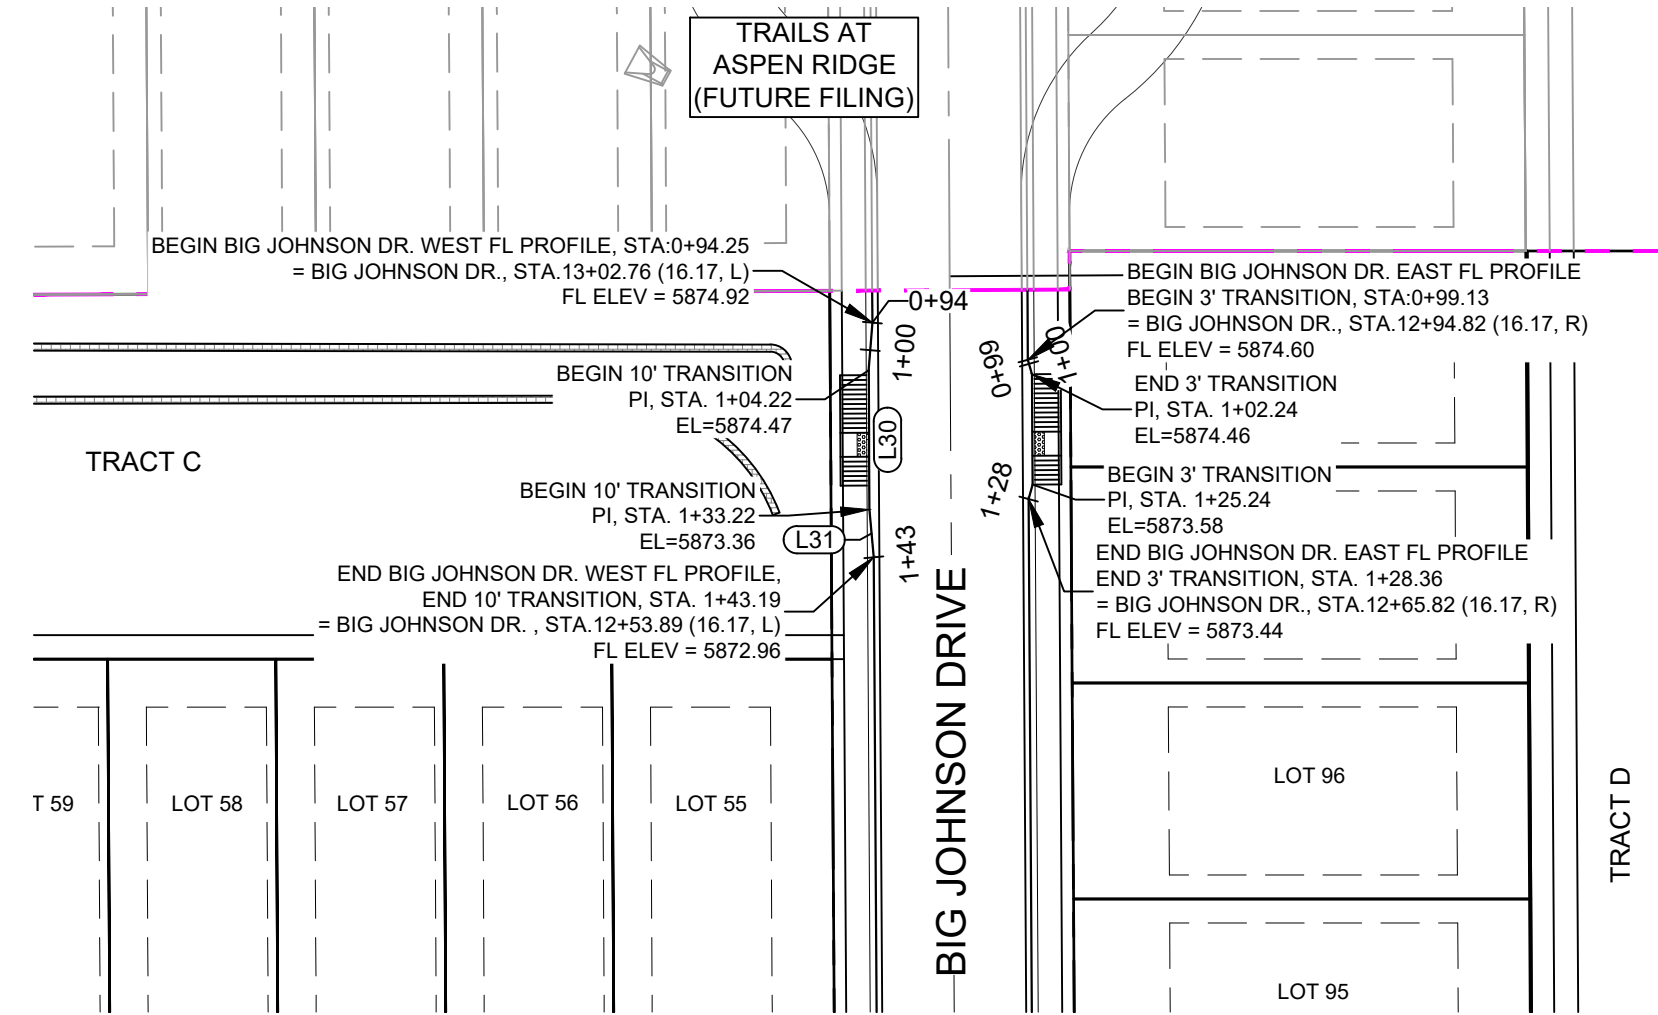 TRAILS AT
ASPEN RIDGE
(FUTURE FILING)
BEGIN BIG JOHNSON DR. WEST FL PROFILE, STA:0+94.25
= BIG JOHNSON DR., STA.13+02.76 (16.17, L)
FL ELEV = 5874.92
0+94
1+00
BEGIN BIG JOHNSON DR. EAST FL PROFILE
BEGIN 3' TRANSITION, STA:0+99.13
= BIG JOHNSON DR., STA.12+94.82 (16.17, R)
FL ELEV = 5874.60
0+99
1+00
BEGIN 10' TRANSITION
PI, STA. 1+04.22
EL=5874.47
END 3' TRANSITION
PI, STA. 1+02.24
EL=5874.46
L30
TRACT C
BEGIN 10' TRANSITION
PI, STA. 1+33.22
EL=5873.36
L31
1+43
1+28
BEGIN 3' TRANSITION
PI, STA. 1+25.24
EL=5873.58
END BIG JOHNSON DR. WEST FL PROFILE,
END 10' TRANSITION, STA. 1+43.19
= BIG JOHNSON DR. , STA.12+53.89 (16.17, L)
FL ELEV = 5872.96
END BIG JOHNSON DR. EAST FL PROFILE
END 3' TRANSITION, STA. 1+28.36
= BIG JOHNSON DR., STA.12+65.82 (16.17, R)
FL ELEV = 5873.44
BIG JOHNSON DRIVE
T 59
LOT 58
LOT 57
LOT 56
LOT 55
LOT 96
LOT 95
TRACT D